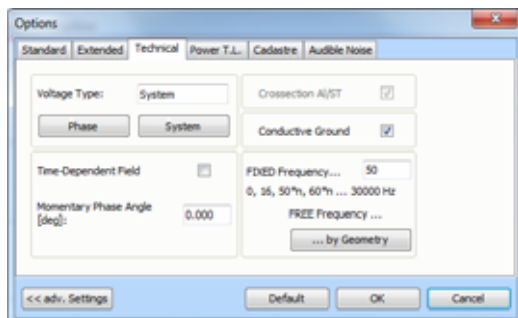 Options
Standard Extended Technical Power T.L. Cadastre Audible Noise
Voltage Type: System
Phase System
Crossection Al/ST
Conductive Ground
Time-Dependent Field
Momentary Phase Angle
[deg]: 0.000
FIXED Frequency... 50
0, 16, 50*n, 60*n ... 30000 Hz
FREE Frequency ...
... by Geometry
<< adv. Settings Default OK Cancel